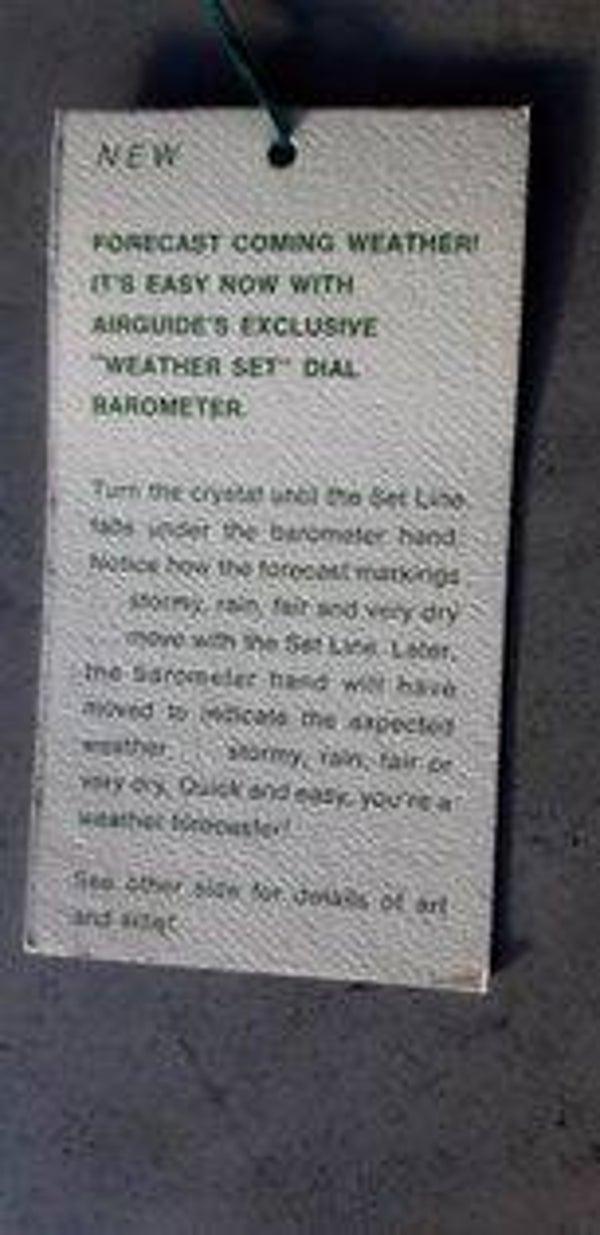 NEW
FORECAST COMING WEATHER!
IT'S EASY NOW WITH
AIRGUIDE'S EXCLUSIVE
"WEATHER SET" DIAL
BAROMETER.
Turn the crystal until the Set Line
falls under the barometer hand.
Notice how the forecast markings
. . . stormy, rain, fair and very dry
. . . move with the Set Line. Later,
the barometer hand will have
moved to indicate the expected
weather . . . stormy, rain, fair or
very dry. Quick and easy, you're a
weather forecaster!
See other side for details of art
and